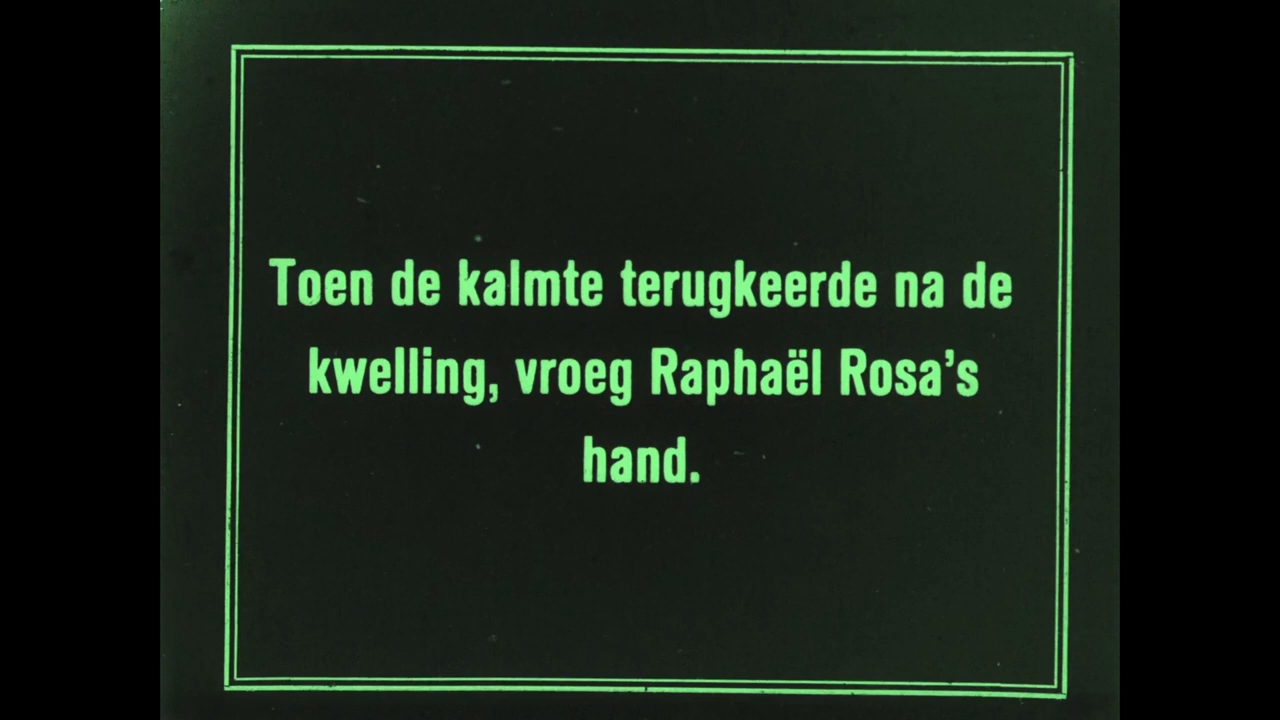 Toen de kalmte terugkeerde na de
kwelling, vroeg Raphaël Rosa’s
hand.